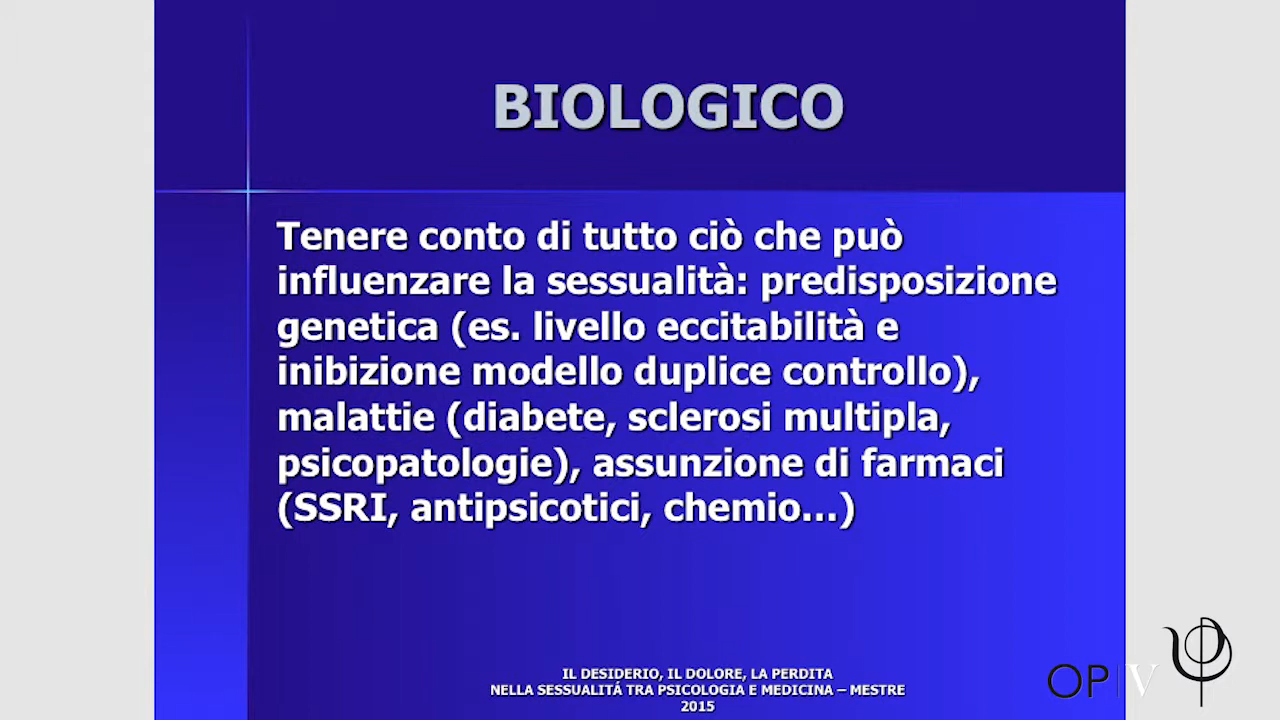 BIOLOGICO
Tenere conto di tutto ciò che può
influenzare la sessualità: predisposizione
genetica (es. livello eccitabilità e
inibizione modello duplice controllo),
malattie (diabete, sclerosi multipla,
psicopatologie), assunzione di farmaci
(SSRI, antipsicotici, chemio…)
IL DESIDERIO, IL DOLORE, LA PERDITA
NELLA SESSUALITÁ TRA PSICOLOGIA E MEDICINA – MESTRE
2015
OP|V